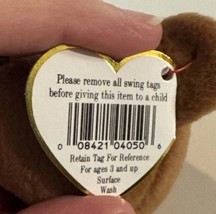 Please remove all swing tags
before giving this item to a child
0 08421 04050 6
Retain Tag For Reference
For ages 3 and up
Surface
Wash